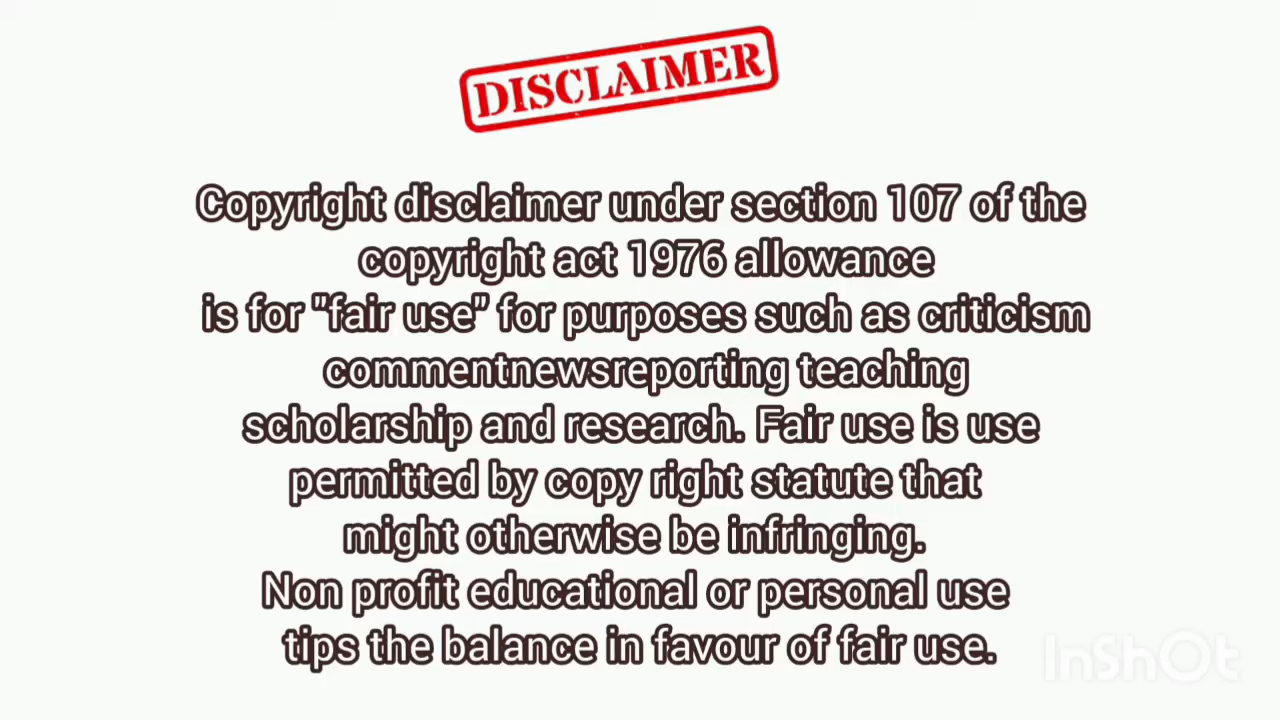 DISCLAIMER
Copyright disclaimer under section 107 of the
copyright act 1976 allowance
is for "fair use" for purposes such as criticism
commentnewsreporting teaching
scholarship and research. Fair use is use
permitted by copy right statute that
might otherwise be infringing.
Non profit educational or personal use
tips the balance in favour of fair use.
InShOt